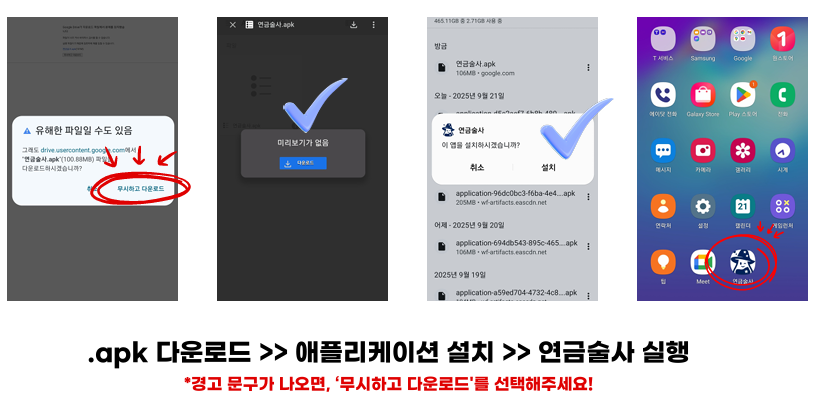 유해한 파일일 수도 있음
그래도 drive.usercontent.google.com에서
'연금술사.apk'(100.88MB) 파일을
다운로드하시겠습니까?
무시하고 다운로드
연금술사.apk
미리보기가 없음
다운로드
465.11GB 중 2.71GB 사용 중
방금
연금술사.apk
106MB • google.com
오늘 - 2025년 9월 21일
연금술사
이 앱을 설치하시겠습니까?
취소
설치
application-96dc0bc3-f6ba-4e4....apk
205MB • wf-artifacts.eascdn.net
어제 - 2025년 9월 20일
application-694db543-895c-465....apk
106MB • wf-artifacts.eascdn.net
2025년 9월 19일
application-a59ed704-4732-4c8....apk
T 서비스
Samsung
Google
원스토어
에이닷 전화
Galaxy Store
Play 스토어
전화
메시지
카메라
갤러리
시계
연락처
설정
캘린더
게임런처
팁
Meet
연금술사
.apk 다운로드 >> 애플리케이션 설치 >> 연금술사 실행
*경고 문구가 나오면, '무시하고 다운로드'를 선택해주세요!